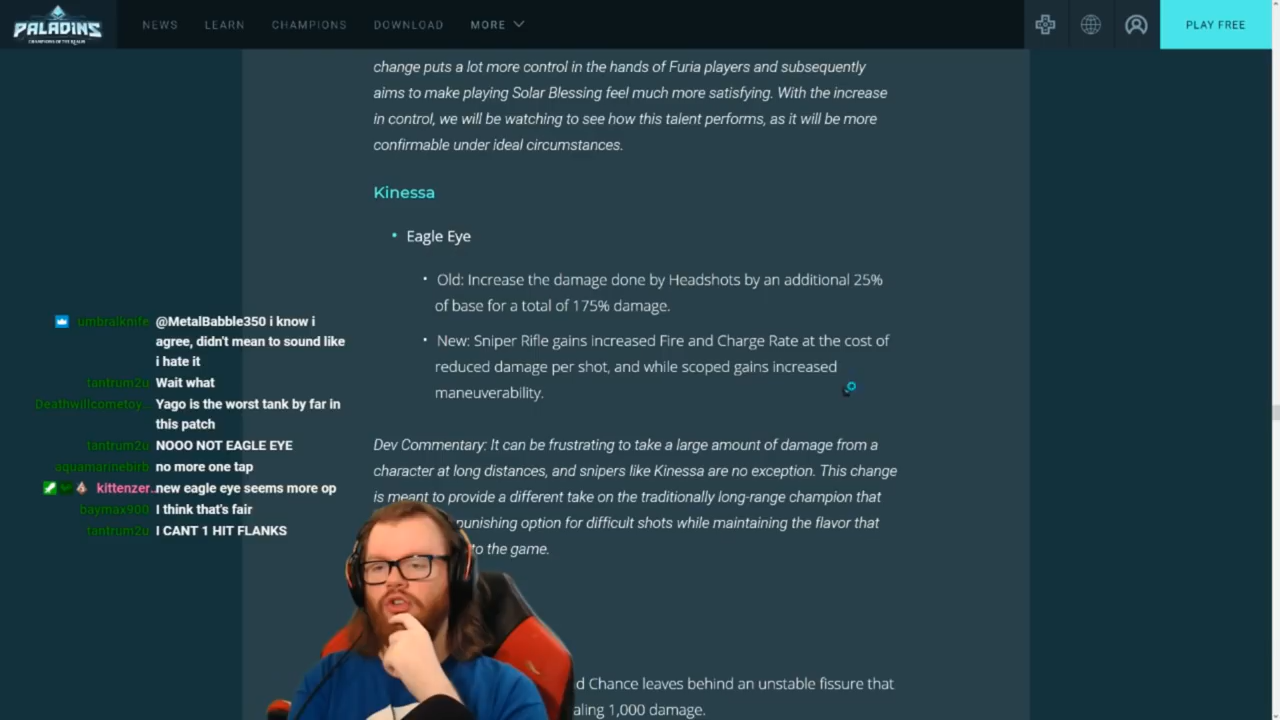 PALADINS
CHAMPIONS OF THE REALM
NEWS LEARN CHAMPIONS DOWNLOAD MORE PLAY FREE
change puts a lot more control in the hands of Furia players and subsequently
aims to make playing Solar Blessing feel much more satisfying. With the increase
in control, we will be watching to see how this talent performs, as it will be more
confirmable under ideal circumstances.
Kinessa
• Eagle Eye
• Old: Increase the damage done by Headshots by an additional 25%
of base for a total of 175% damage.
• New: Sniper Rifle gains increased Fire and Charge Rate at the cost of
reduced damage per shot, and while scoped gains increased
maneuverability.
Dev Commentary: It can be frustrating to take a large amount of damage from a
character at long distances, and snipers like Kinessa are no exception. This change
is meant to provide a different take on the traditionally long-range champion that
punishing option for difficult shots while maintaining the flavor that
to the game.
d Chance leaves behind an unstable fissure that
aling 1,000 damage.
umbralknife @MetalBabble350 i know i
agree, didn't mean to sound like
i hate it
tantrum2u Wait what
Deathwillcometoy... Yago is the worst tank by far in
this patch
tantrum2u NOOO NOT EAGLE EYE
aquamarinebirb no more one tap
kittenzer... new eagle eye seems more op
baymax900 I think that's fair
tantrum2u I CANT 1 HIT FLANKS